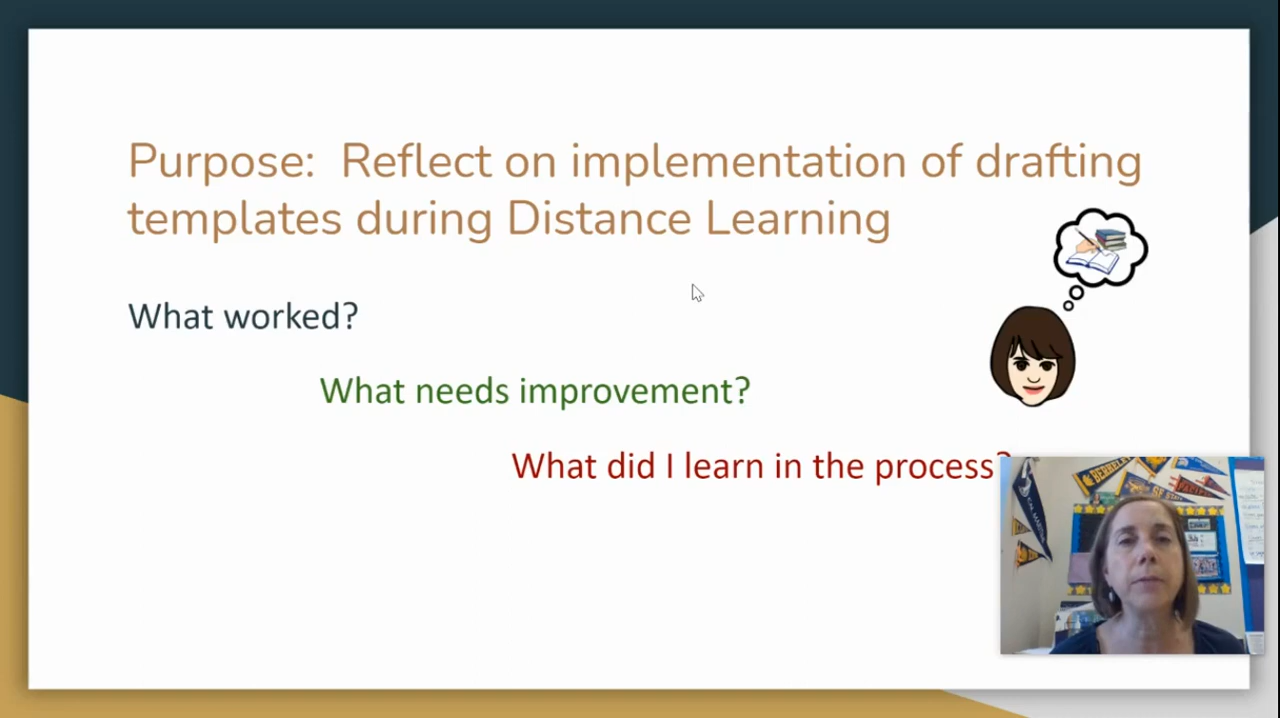 Purpose:  Reflect on implementation of drafting
templates during Distance Learning
What worked?
What needs improvement?
What did I learn in the process?
BERKELEY